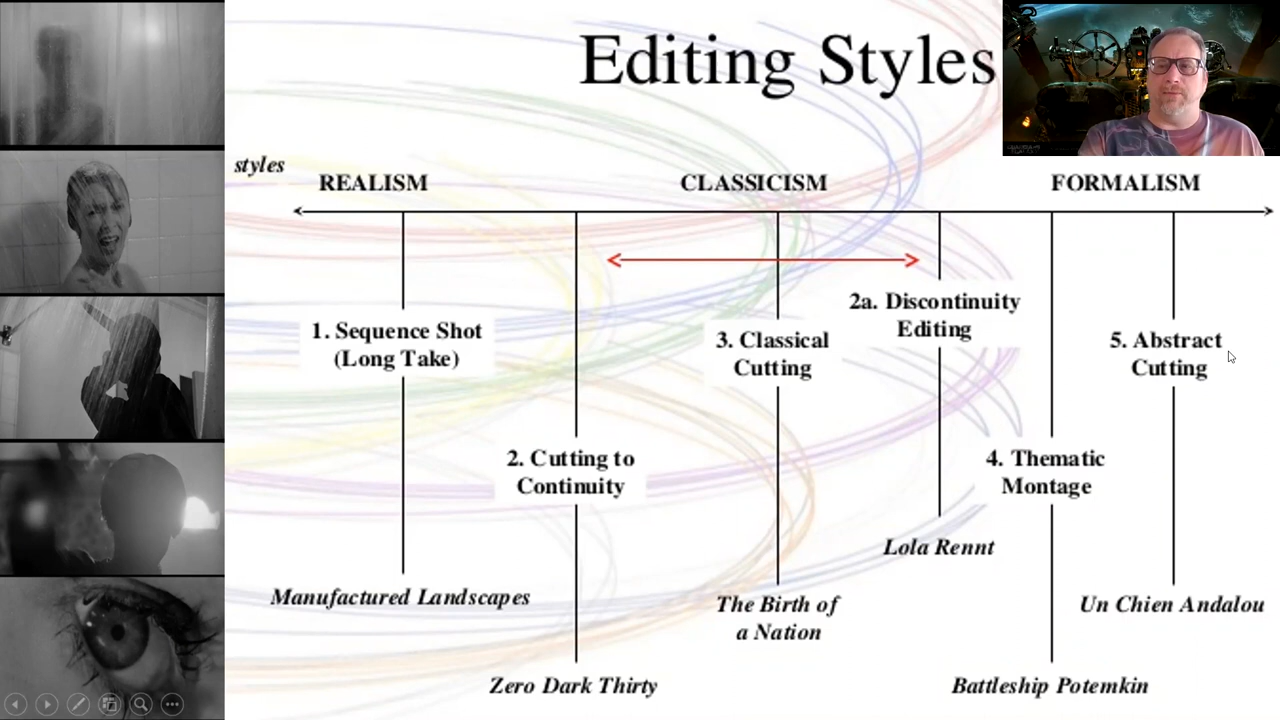 Editing Styles
styles
REALISM
CLASSICISM
FORMALISM
1. Sequence Shot
(Long Take)
2. Cutting to
Continuity
3. Classical
Cutting
2a. Discontinuity
Editing
4. Thematic
Montage
5. Abstract
Cutting
Manufactured Landscapes
Zero Dark Thirty
The Birth of
a Nation
Lola Rennt
Battleship Potemkin
Un Chien Andalou